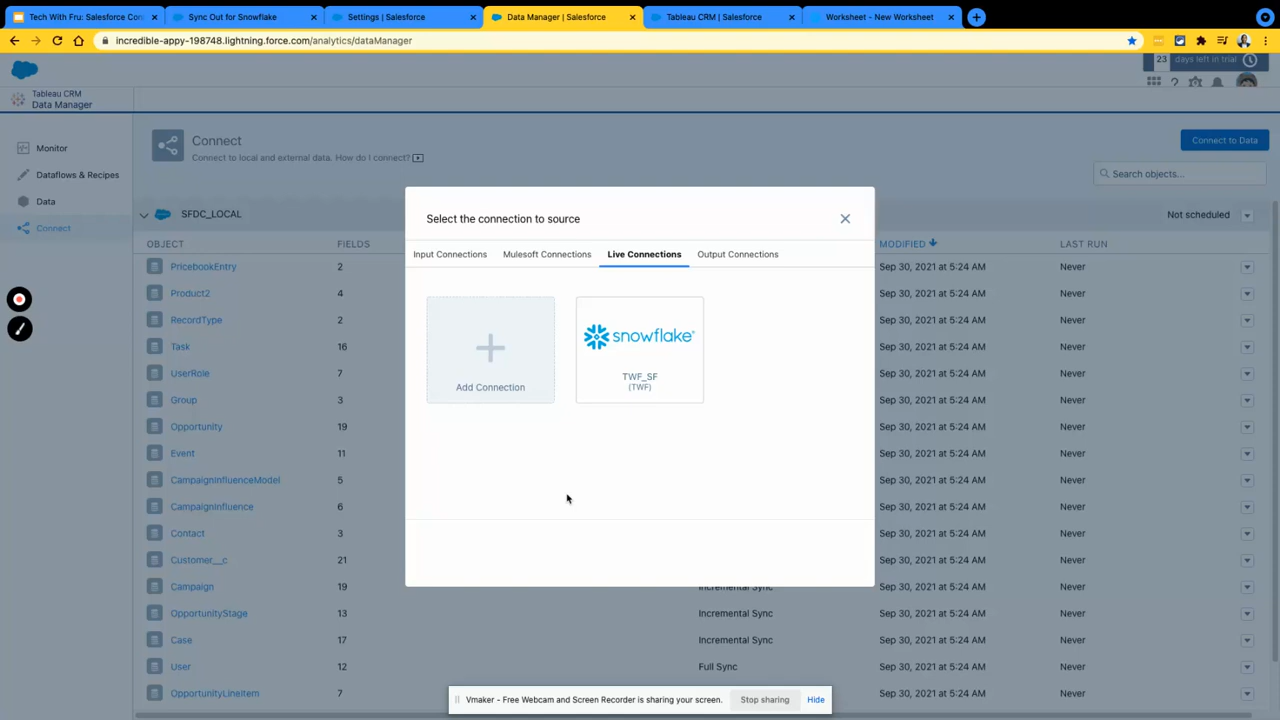 Tech With Fru: Salesforce Con
Sync Out for Snowflake
Settings | Salesforce
Data Manager | Salesforce
Tableau CRM | Salesforce
Worksheet - New Worksheet
incredible-appy-198748.lightning.force.com/analytics/dataManager
23 days left in trial
Tableau CRM
Data Manager
Monitor
Dataflows & Recipes
Data
Connect
Connect
Connect to local and external data. How do I connect?
Connect to Data
Search objects...
SFDC_LOCAL
Not scheduled
OBJECT FIELDS MODIFIED LAST RUN
PricebookEntry 2 Sep 30, 2021 at 5:24 AM Never
Product2 4 Sep 30, 2021 at 5:24 AM Never
RecordType 2 Sep 30, 2021 at 5:24 AM Never
Task 16 Sep 30, 2021 at 5:24 AM Never
UserRole 7 Sep 30, 2021 at 5:24 AM Never
Group 3 Sep 30, 2021 at 5:24 AM Never
Opportunity 19 Sep 30, 2021 at 5:24 AM Never
Event 11 Sep 30, 2021 at 5:24 AM Never
CampaignInfluenceModel 5 Sep 30, 2021 at 5:24 AM Never
CampaignInfluence 6 Sep 30, 2021 at 5:24 AM Never
Contact 3 Sep 30, 2021 at 5:24 AM Never
Customer__c 21 Sep 30, 2021 at 5:24 AM Never
Campaign 19 Incremental Sync Sep 30, 2021 at 5:24 AM Never
OpportunityStage 13 Incremental Sync Sep 30, 2021 at 5:24 AM Never
Case 17 Incremental Sync Sep 30, 2021 at 5:24 AM Never
User 12 Full Sync Sep 30, 2021 at 5:24 AM Never
OpportunityLineItem 7 Sep 30, 2021 at 5:24 AM Never
Select the connection to source
Input Connections Mulesoft Connections Live Connections Output Connections
Add Connection
snowflake
TWF_SF
(TWF)
Vmaker - Free Webcam and Screen Recorder is sharing your screen.
Stop sharing
Hide